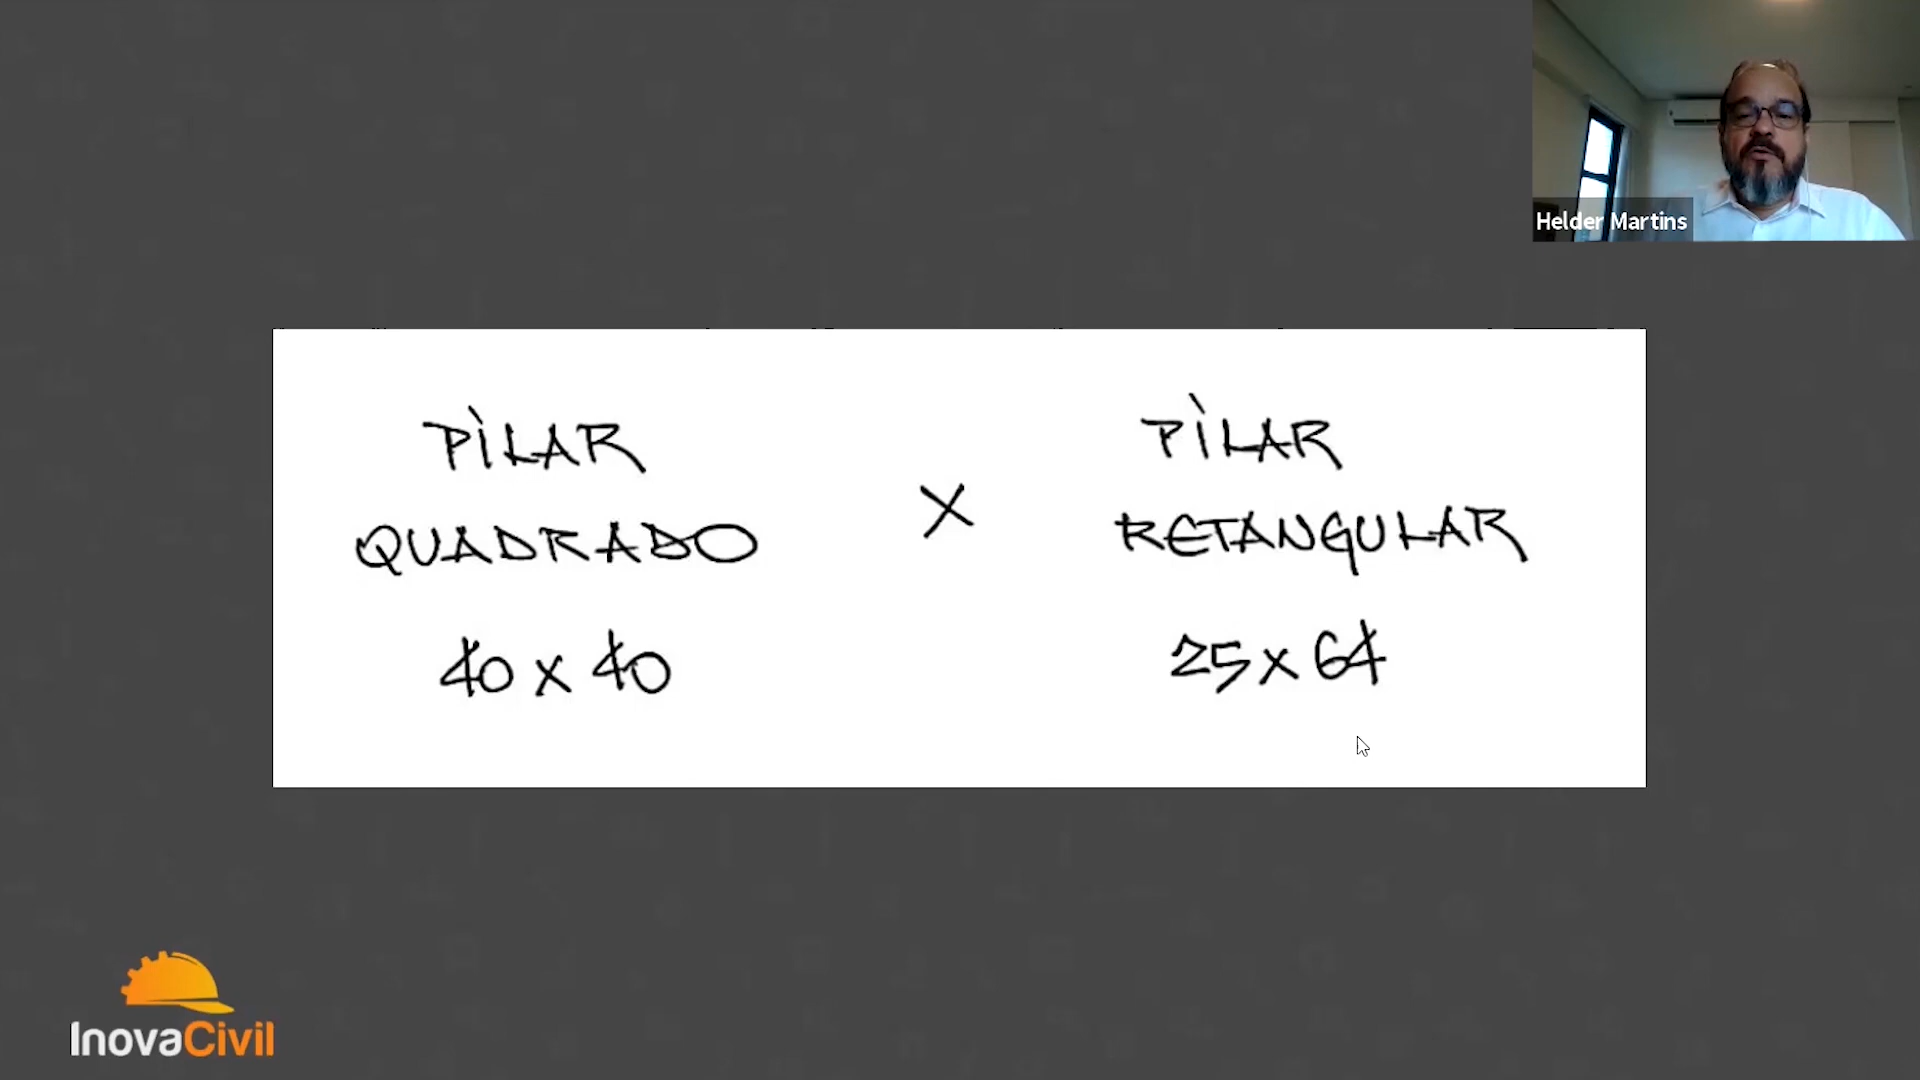 Helder Martins
PILAR
QUADRADO
40 x 40
X
PILAR
RETANGULAR
25 x 64
InovaCivil